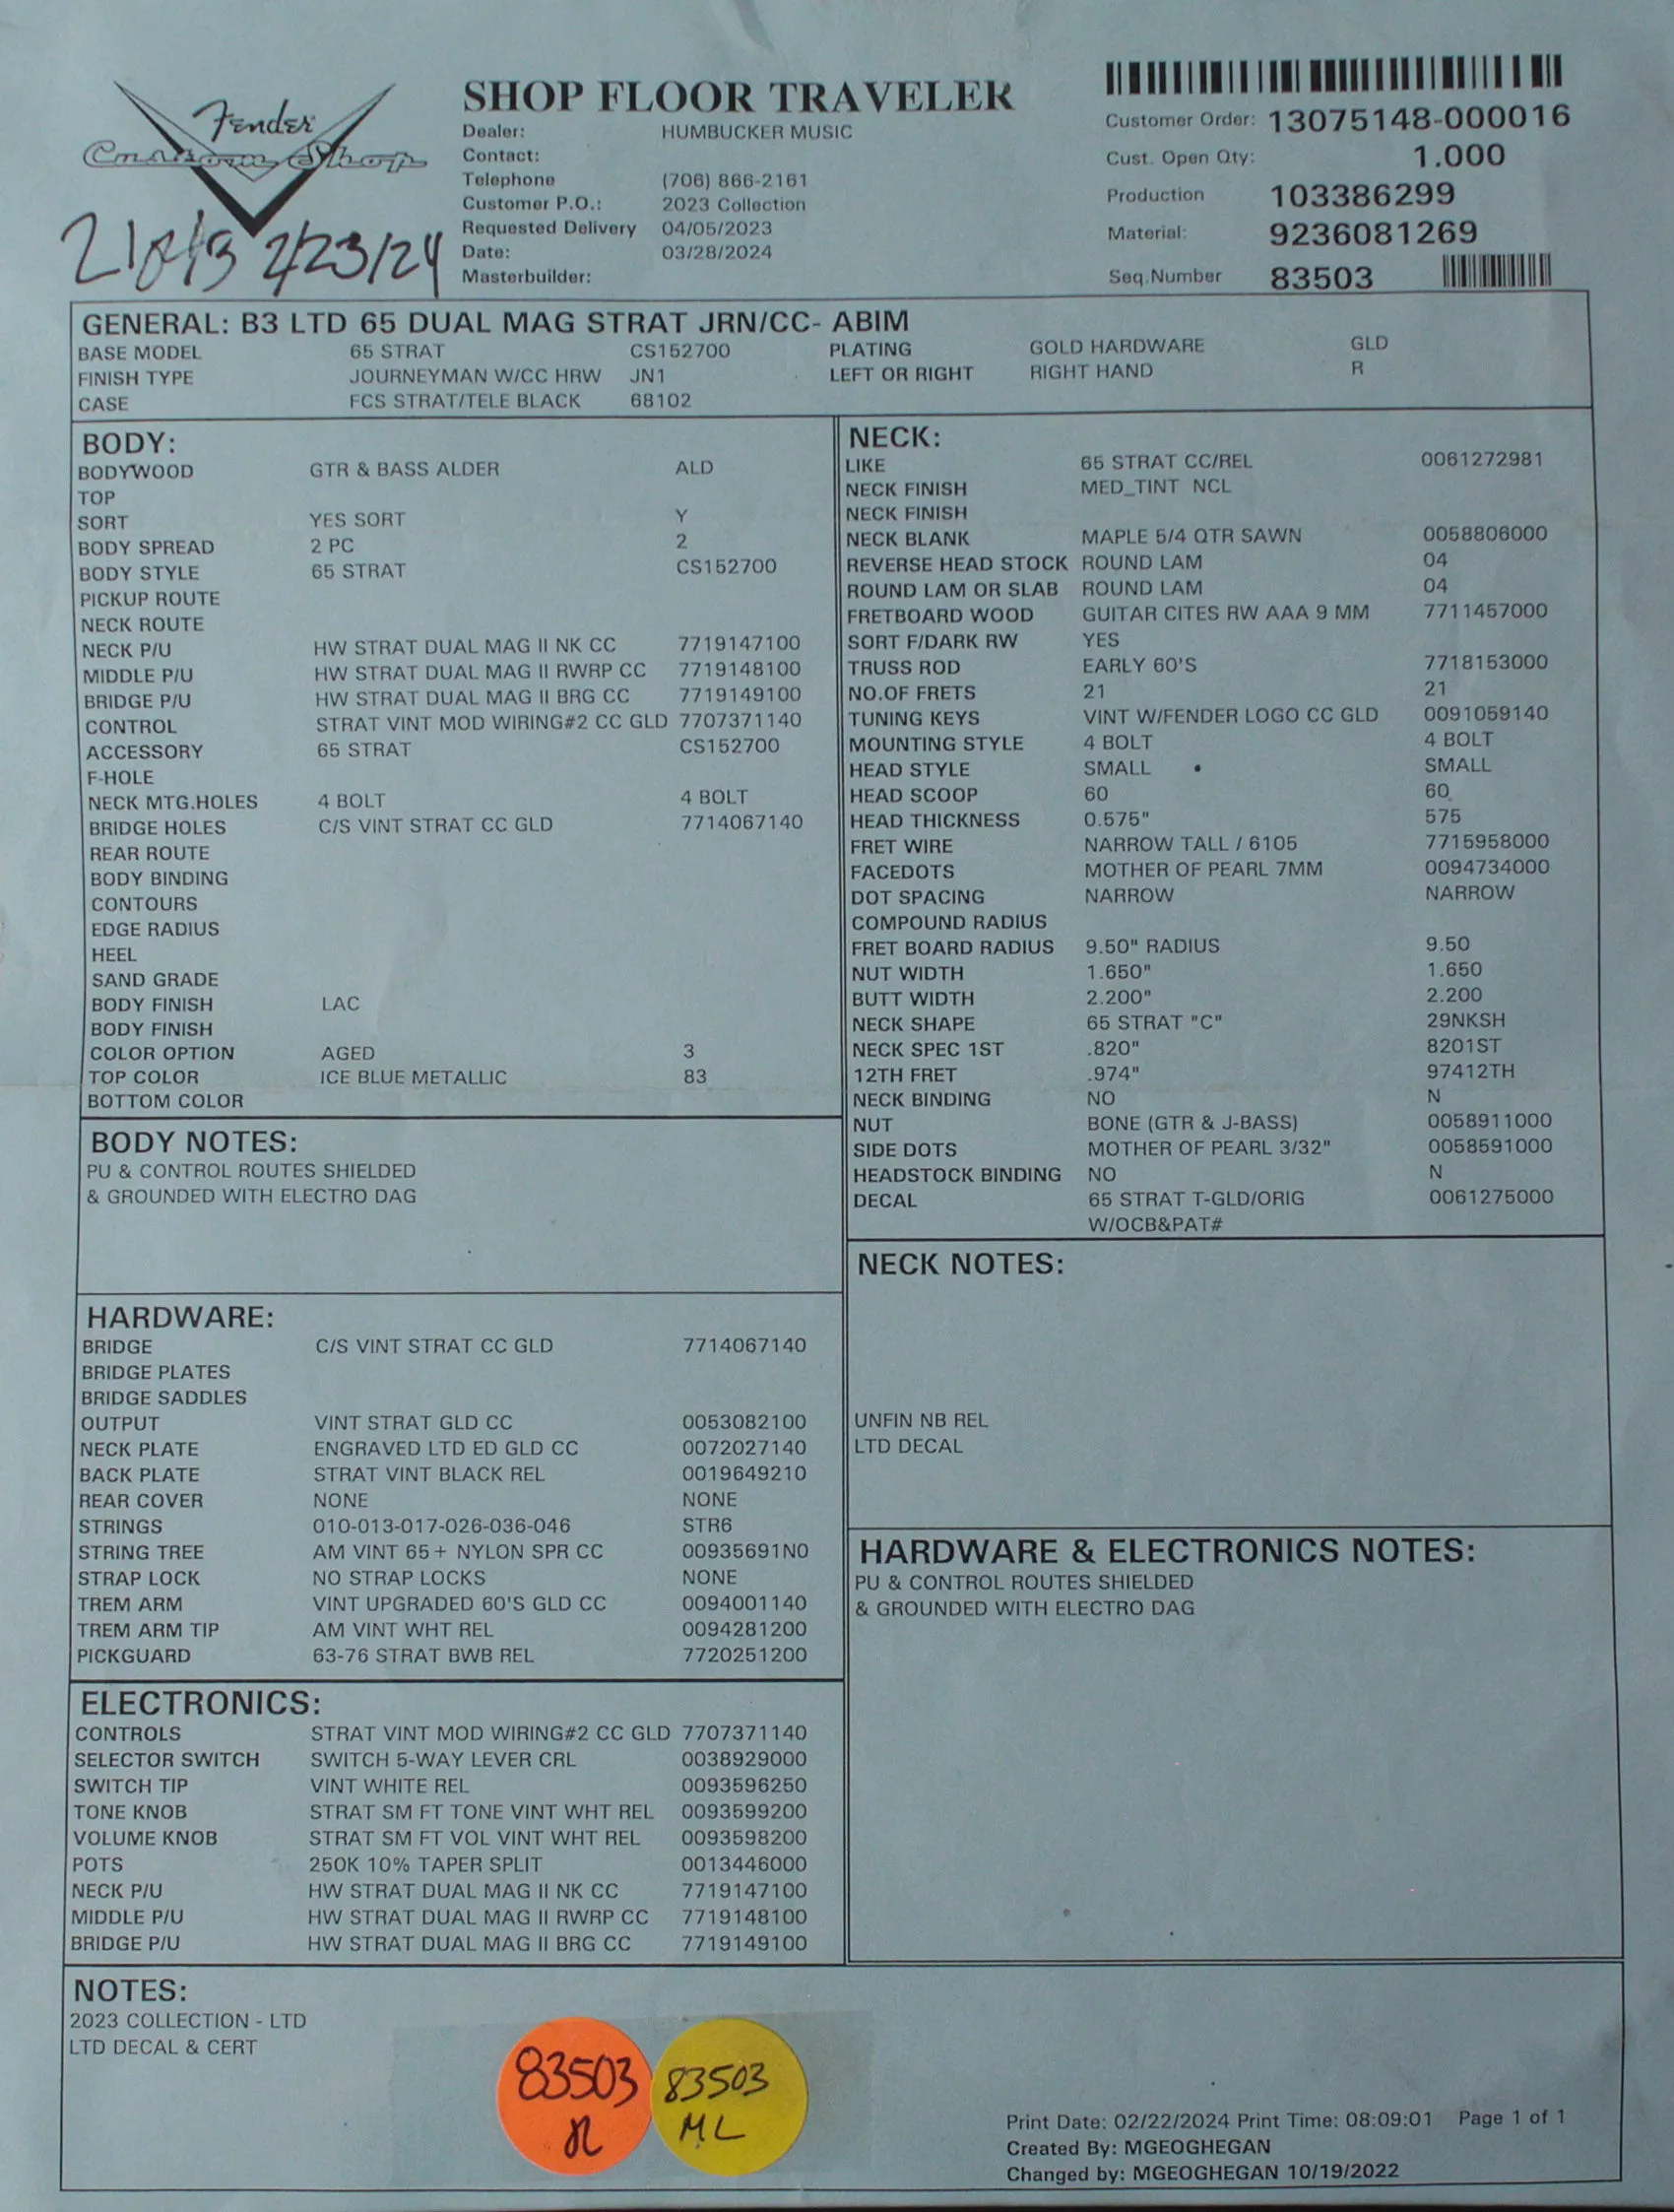 Fender
Custom Shop
SHOP FLOOR TRAVELER
Dealer: HUMBUCKER MUSIC
Contact:
Telephone (706) 866-2161
Customer P.O.: 2023 Collection
Requested Delivery 04/05/2023
Date: 03/28/2024
Masterbuilder:
Customer Order: 13075148-000016
Cust. Open Qty: 1.000
Production 103386299
Material: 9236081269
Seq.Number 83503
2/23/24
GENERAL: B3 LTD 65 DUAL MAG STRAT JRN/CC- ABIM
BASE MODEL 65 STRAT CS152700 PLATING GOLD HARDWARE GLD
FINISH TYPE JOURNEYMAN W/CC HRW JN1 LEFT OR RIGHT RIGHT HAND R
CASE FCS STRAT/TELE BLACK 68102
BODY:
BODYWOOD GTR & BASS ALDER ALD
TOP
SORT YES SORT Y
BODY SPREAD 2 PC 2
BODY STYLE 65 STRAT CS152700
PICKUP ROUTE
NECK ROUTE
NECK P/U HW STRAT DUAL MAG II NK CC 7719147100
MIDDLE P/U HW STRAT DUAL MAG II RWRP CC 7719148100
BRIDGE P/U HW STRAT DUAL MAG II BRG CC 7719149100
CONTROL STRAT VINT MOD WIRING#2 CC GLD 7707371140
ACCESSORY 65 STRAT CS152700
F-HOLE
NECK MTG.HOLES 4 BOLT 4 BOLT
BRIDGE HOLES C/S VINT STRAT CC GLD 7714067140
REAR ROUTE
BODY BINDING
CONTOURS
EDGE RADIUS
HEEL
SAND GRADE
BODY FINISH LAC
BODY FINISH
COLOR OPTION AGED 3
TOP COLOR ICE BLUE METALLIC 83
BOTTOM COLOR
BODY NOTES:
PU & CONTROL ROUTES SHIELDED
& GROUNDED WITH ELECTRO DAG
HARDWARE:
BRIDGE C/S VINT STRAT CC GLD 7714067140
BRIDGE PLATES
BRIDGE SADDLES
OUTPUT VINT STRAT GLD CC 0053082100
NECK PLATE ENGRAVED LTD ED GLD CC 0072027140
BACK PLATE STRAT VINT BLACK REL 0019649210
REAR COVER NONE NONE
STRINGS 010-013-017-026-036-046 STR6
STRING TREE AM VINT 65+ NYLON SPR CC 00935691N0
STRAP LOCK NO STRAP LOCKS NONE
TREM ARM VINT UPGRADED 60'S GLD CC 0094001140
TREM ARM TIP AM VINT WHT REL 0094281200
PICKGUARD 63-76 STRAT BWB REL 7720251200
ELECTRONICS:
CONTROLS STRAT VINT MOD WIRING#2 CC GLD 7707371140
SELECTOR SWITCH SWITCH 5-WAY LEVER CRL 0038929000
SWITCH TIP VINT WHITE REL 0093596250
TONE KNOB STRAT SM FT TONE VINT WHT REL 0093599200
VOLUME KNOB STRAT SM FT VOL VINT WHT REL 0093598200
POTS 250K 10% TAPER SPLIT 0013446000
NECK P/U HW STRAT DUAL MAG II NK CC 7719147100
MIDDLE P/U HW STRAT DUAL MAG II RWRP CC 7719148100
BRIDGE P/U HW STRAT DUAL MAG II BRG CC 7719149100
NECK:
LIKE 65 STRAT CC/REL 0061272981
NECK FINISH MED_TINT NCL
NECK FINISH
NECK BLANK MAPLE 5/4 QTR SAWN 0058806000
REVERSE HEAD STOCK ROUND LAM 04
ROUND LAM OR SLAB ROUND LAM 04
FRETBOARD WOOD GUITAR CITES RW AAA 9 MM 7711457000
SORT F/DARK RW YES
TRUSS ROD EARLY 60'S 7718153000
NO.OF FRETS 21 21
TUNING KEYS VINT W/FENDER LOGO CC GLD 0091059140
MOUNTING STYLE 4 BOLT 4 BOLT
HEAD STYLE SMALL SMALL
HEAD SCOOP 60 60
HEAD THICKNESS 0.575" 575
FRET WIRE NARROW TALL / 6105 7715958000
FACEDOTS MOTHER OF PEARL 7MM 0094734000
DOT SPACING NARROW NARROW
COMPOUND RADIUS
FRET BOARD RADIUS 9.50" RADIUS 9.50
NUT WIDTH 1.650" 1.650
BUTT WIDTH 2.200" 2.200
NECK SHAPE 65 STRAT "C" 29NKSH
NECK SPEC 1ST .820" 8201ST
12TH FRET .974" 97412TH
NECK BINDING NO N
NUT BONE (GTR & J-BASS) 0058911000
SIDE DOTS MOTHER OF PEARL 3/32" 0058591000
HEADSTOCK BINDING NO N
DECAL 65 STRAT T-GLD/ORIG 0061275000
W/OCB&PAT#
NECK NOTES:
UNFIN NB REL
LTD DECAL
HARDWARE & ELECTRONICS NOTES:
PU & CONTROL ROUTES SHIELDED
& GROUNDED WITH ELECTRO DAG
NOTES:
2023 COLLECTION - LTD
LTD DECAL & CERT
83503
83503
ML
Print Date: 02/22/2024 Print Time: 08:09:01 Page 1 of 1
Created By: MGEOGHEGAN
Changed by: MGEOGHEGAN 10/19/2022